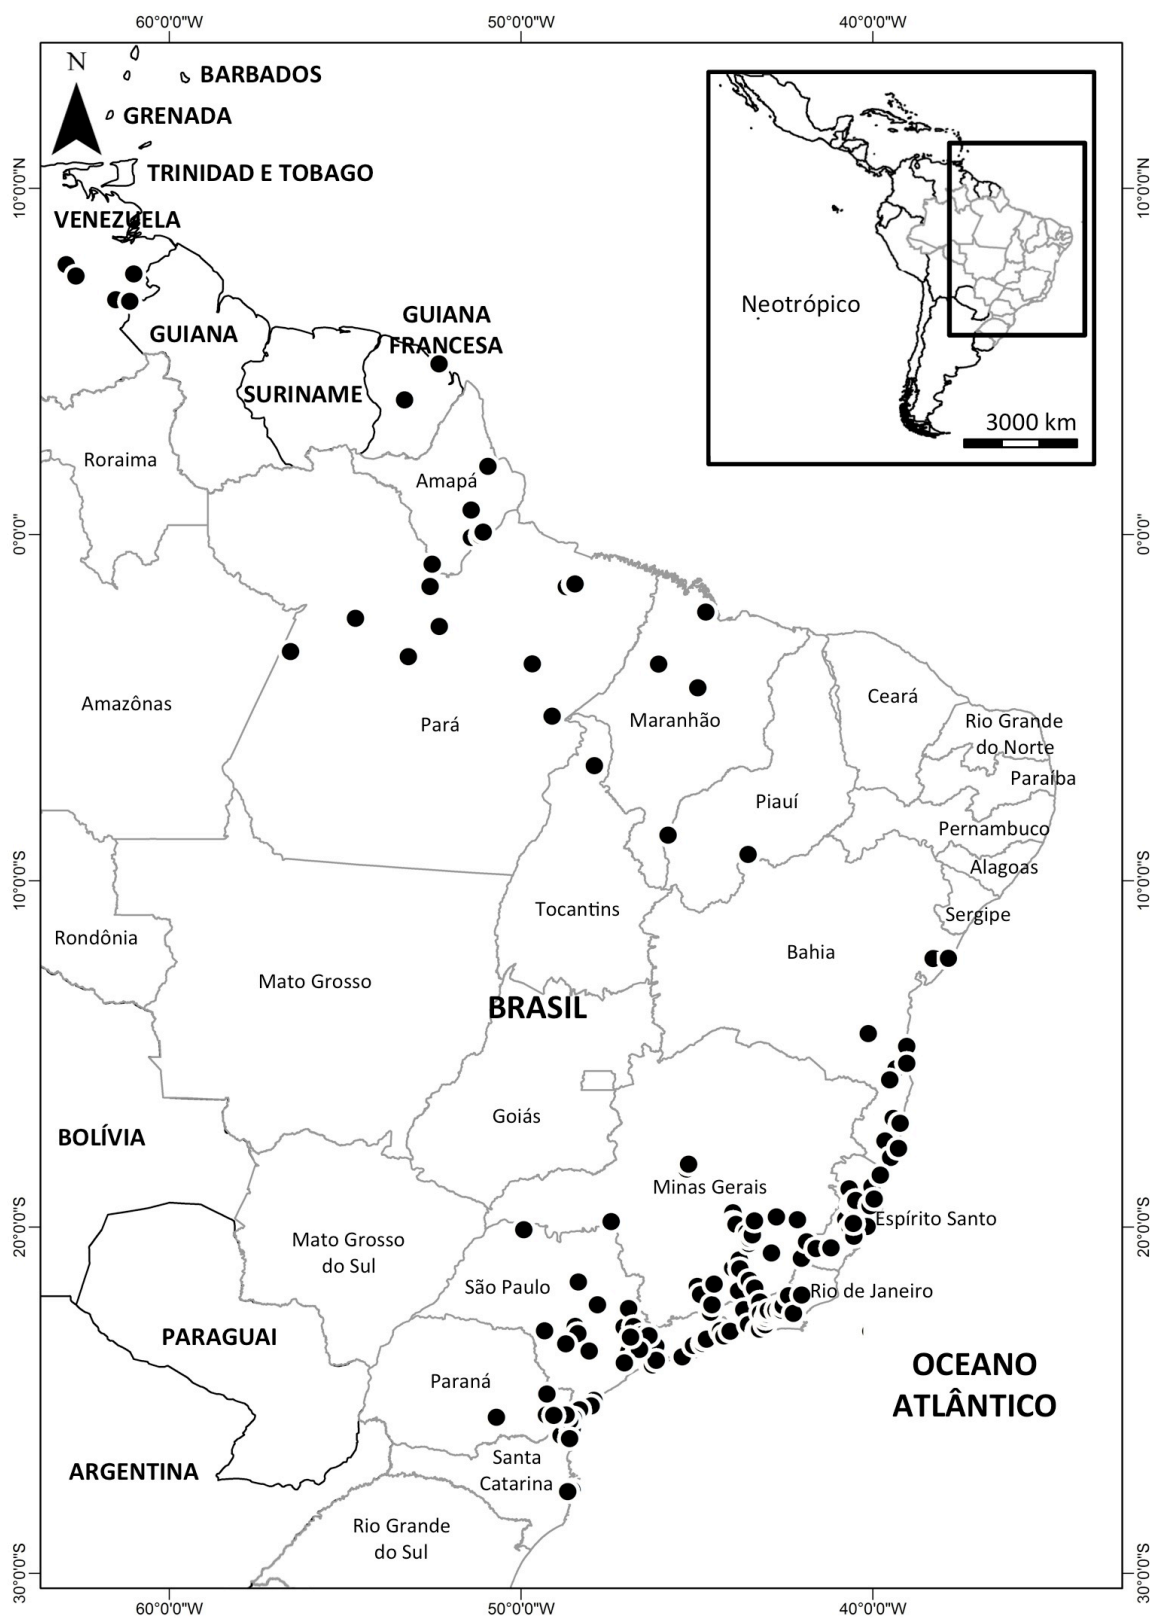 60°0'0"W 50°0'0"W 40°0'0"W
N
BARBADOS
GRENADA
TRINIDAD E TOBAGO
10°0'0"N 10°0'0"N
VENEZUELA
Neotrópico
3000 km
GUIANA
GUIANA
FRANCESA
SURINAME
Roraima
Amapá
0°0'0" 0°0'0"
Amazônas
Pará
Maranhão
Ceará
Rio Grande
do Norte
Paraíba
Piauí
Pernambuco
Alagoas
10°0'0"S 10°0'0"S
Sergipe
Tocantins
Rondônia
Bahia
Mato Grosso
BRASIL
Goiás
BOLÍVIA
Minas Gerais
Espírito Santo
20°0'0"S 20°0'0"S
Mato Grosso
do Sul
São Paulo
Rio de Janeiro
PARAGUAI
OCEANO
ATLÂNTICO
Paraná
ARGENTINA
Santa
Catarina
Rio Grande
do Sul
30°0'0"S 30°0'0"S
60°0'0"W 50°0'0"W 40°0'0"W